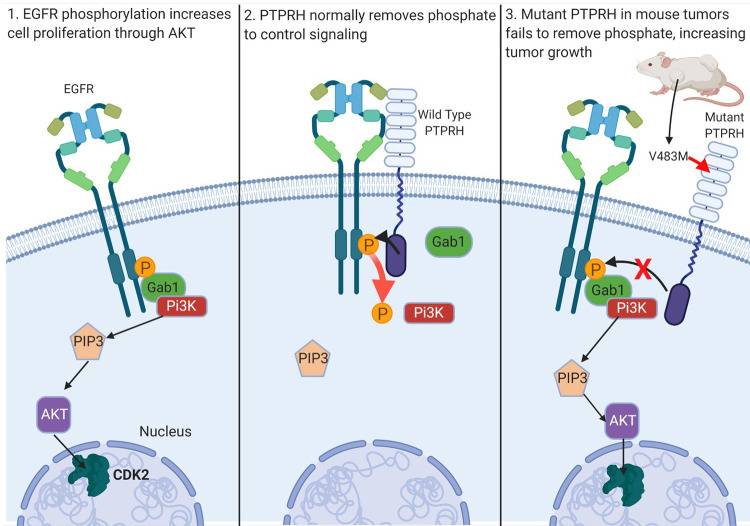 1. EGFR phosphorylation increases
cell proliferation through AKT
EGFR
P
Gab1
Pi3K
PIP3
AKT
Nucleus
CDK2
2. PTPRH normally removes phosphate
to control signaling
Wild Type
PTPRH
P
Gab1
P
Pi3K
PIP3
3. Mutant PTPRH in mouse tumors
fails to remove phosphate, increasing
tumor growth
Mutant
PTPRH
V483M
P
X
Gab1
Pi3K
PIP3
AKT